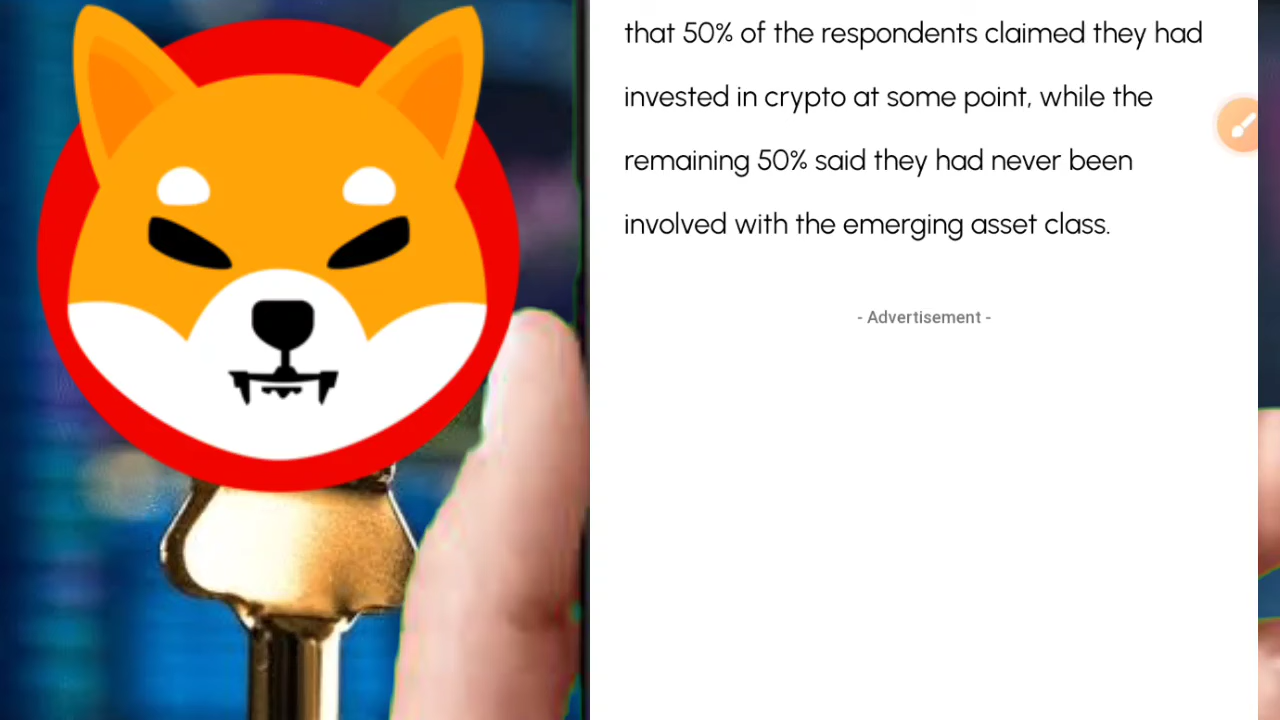 that 50% of the respondents claimed they had
invested in crypto at some point, while the
remaining 50% said they had never been
involved with the emerging asset class.
- Advertisement -